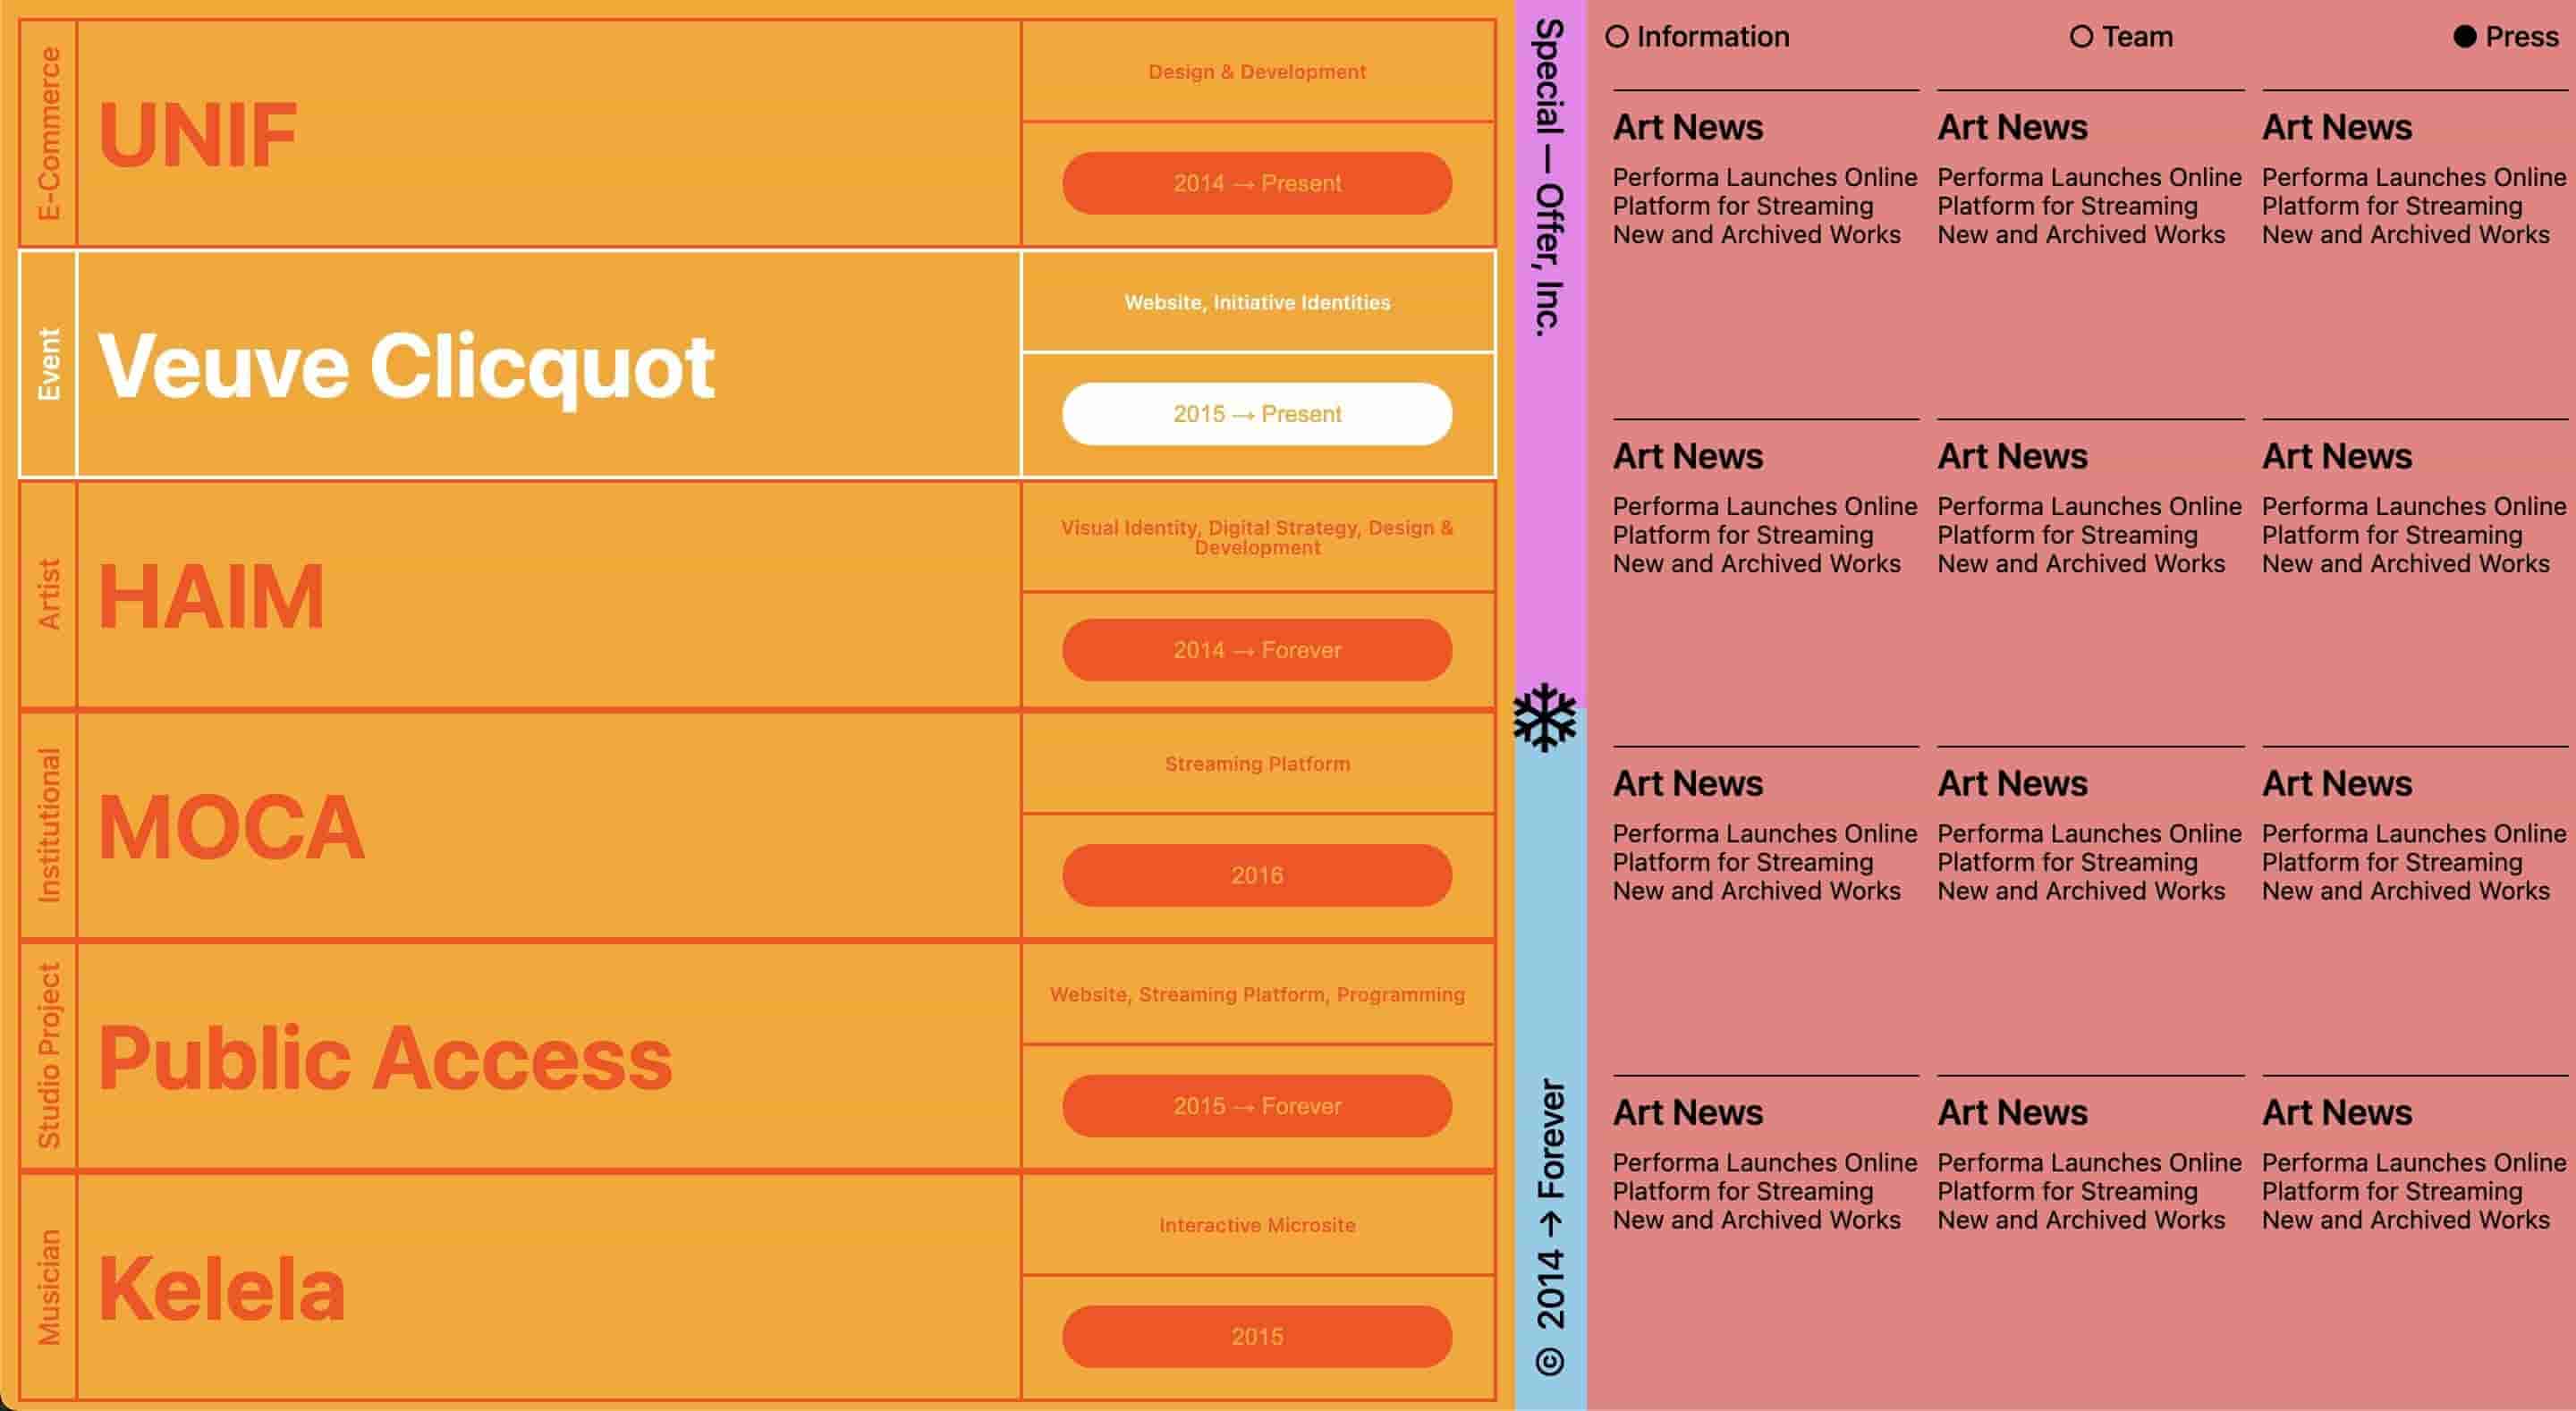 E-Commerce
UNIF
Design & Development
2014 → Present
Event
Veuve Clicquot
Website, Initiative Identities
2015 → Present
Artist
HAIM
Visual Identity, Digital Strategy, Design &
Development
2014 → Forever
Institutional
MOCA
Streaming Platform
2016
Studio Project
Public Access
Website, Streaming Platform, Programming
2015 → Forever
Musician
Kelela
Interactive Microsite
2015
Special — Offer, Inc.
© 2014 → Forever
Information
Team
Press
Art News
Performa Launches Online
Platform for Streaming
New and Archived Works
Art News
Performa Launches Online
Platform for Streaming
New and Archived Works
Art News
Performa Launches Online
Platform for Streaming
New and Archived Works
Art News
Performa Launches Online
Platform for Streaming
New and Archived Works
Art News
Performa Launches Online
Platform for Streaming
New and Archived Works
Art News
Performa Launches Online
Platform for Streaming
New and Archived Works
Art News
Performa Launches Online
Platform for Streaming
New and Archived Works
Art News
Performa Launches Online
Platform for Streaming
New and Archived Works
Art News
Performa Launches Online
Platform for Streaming
New and Archived Works
Art News
Performa Launches Online
Platform for Streaming
New and Archived Works
Art News
Performa Launches Online
Platform for Streaming
New and Archived Works
Art News
Performa Launches Online
Platform for Streaming
New and Archived Works